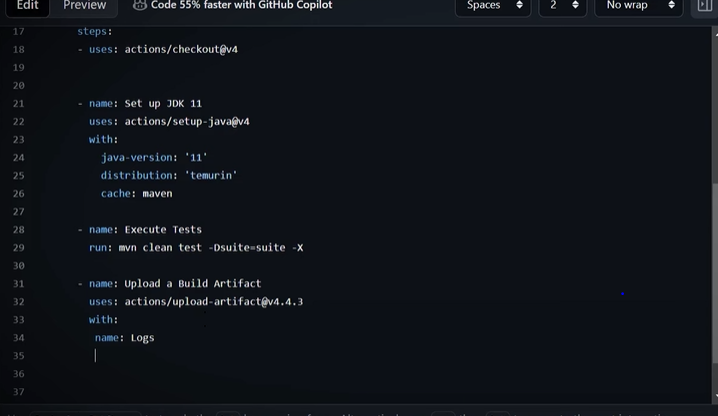 Edit Preview Code 55% faster with GitHub Copilot Spaces 2 No wrap
17 steps:
18 - uses: actions/checkout@v4
19
20
21 - name: Set up JDK 11
22 uses: actions/setup-java@v4
23 with:
24 java-version: '11'
25 distribution: 'temurin'
26 cache: maven
27
28 - name: Execute Tests
29 run: mvn clean test -Dsuite=suite -X
30
31 - name: Upload a Build Artifact
32 uses: actions/upload-artifact@v4.4.3
33 with:
34 name: Logs
35
36
37